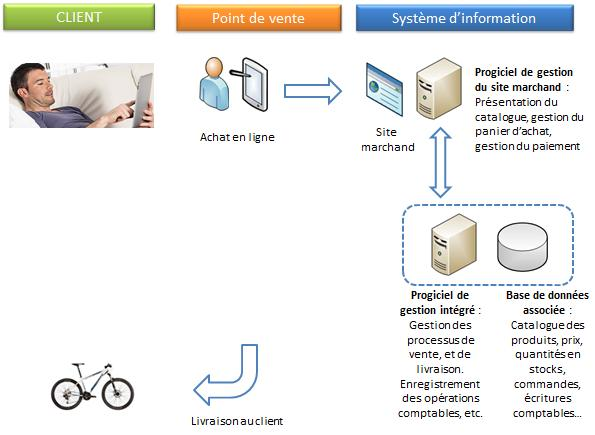 CLIENT
Point de vente
Système d'information
Achat en ligne
Site
marchand
Progiciel de gestion
du site marchand :
Présentation du
catalogue, gestion du
panier d'achat,
gestion du paiement
Progiciel de
gestion intégré :
Gestion des
processus de
vente, et de
livraison.
Enregistrement
des opérations
comptables, etc.
Base de données
associée :
Catalogue des
produits, prix,
quantités en
stocks,
commandes,
écritures
comptables...
Livraison au client